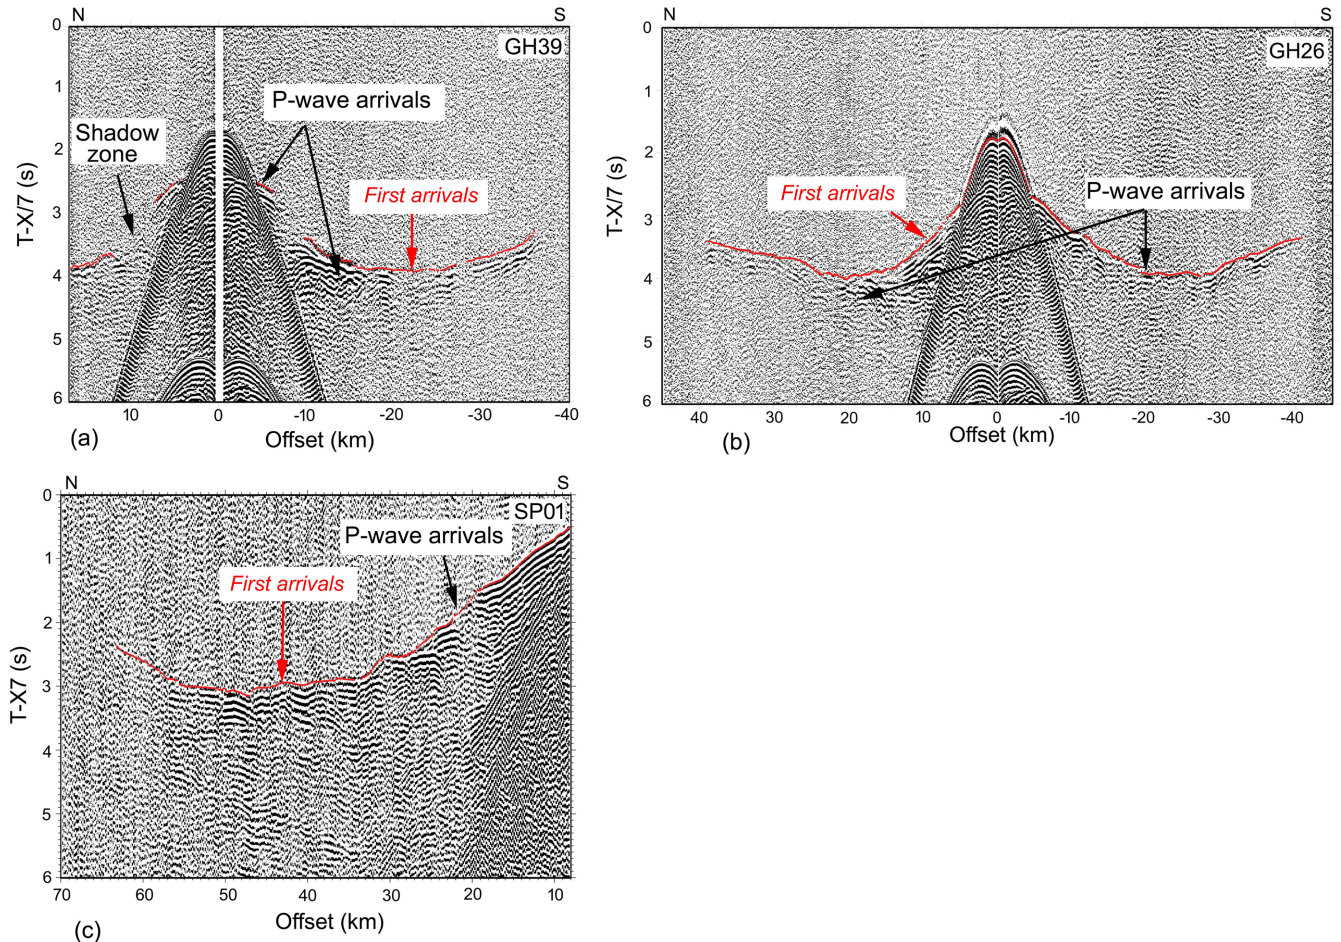 N S
0
GH39
1
P-wave arrivals
Shadow
zone
2
First arrivals
3
4
5
6
T-X/7 (s)
10 0 -10 -20 -30 -40
Offset (km)
(a)
N S
0
GH26
1
2
First arrivals
P-wave arrivals
3
4
5
6
T-X/7 (s)
40 30 20 10 0 -10 -20 -30 -40
Offset (km)
(b)
N S
0
SP01
P-wave arrivals
1
First arrivals
2
3
4
5
6
T-X7 (s)
70 60 50 40 30 20 10
Offset (km)
(c)